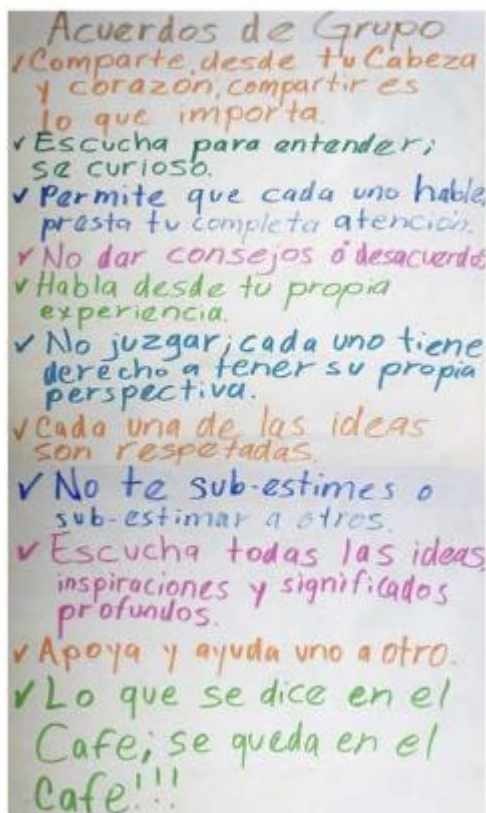 Acuerdos de Grupo
✓Comparte, desde tu Cabeza
y corazón, compartir es
lo que importa.
✓Escucha para entender;
se curioso.
✓Permite que cada uno hable,
presta tu completa atención.
✓No dar consejos ó desacuerdos
✓Habla desde tu propia
experiencia.
✓No juzgar; cada uno tiene
derecho a tener su propia
perspectiva.
✓Cada una de las ideas
son respetadas.
✓No te sub-estimes o
sub-estimar a otros.
✓Escucha todas las ideas,
inspiraciones y significados
profundos.
✓Apoya y ayuda uno a otro.
✓Lo que se dice en el
Cafe; se queda en el
Cafe!!!